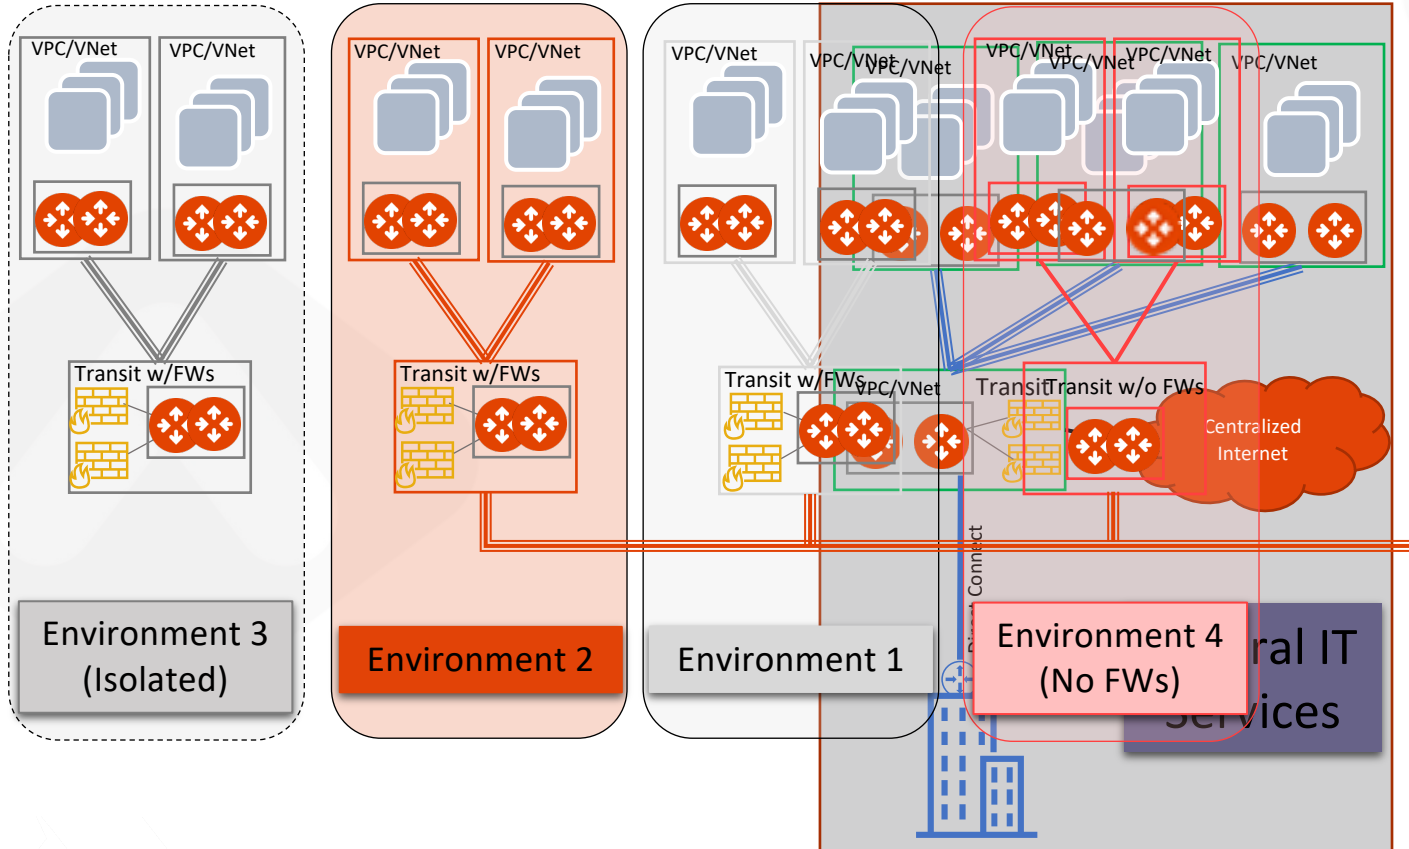 VPC/VNet
VPC/VNet
VPC/VNet
VPC/VNet
VPC/VNet
VPC/VNet
VPC/VNet
VPC/VNet
VPC/VNet
VPC/VNet
VPC/VNet
Transit w/FWs
Transit w/FWs
Transit w/FWs
VPC/VNet
Transit
Transit w/o FWs
Centralized
Internet
Direct Connect
Environment 3
(Isolated)
Environment 2
Environment 1
Environment 4
(No FWs)
ral IT
Services